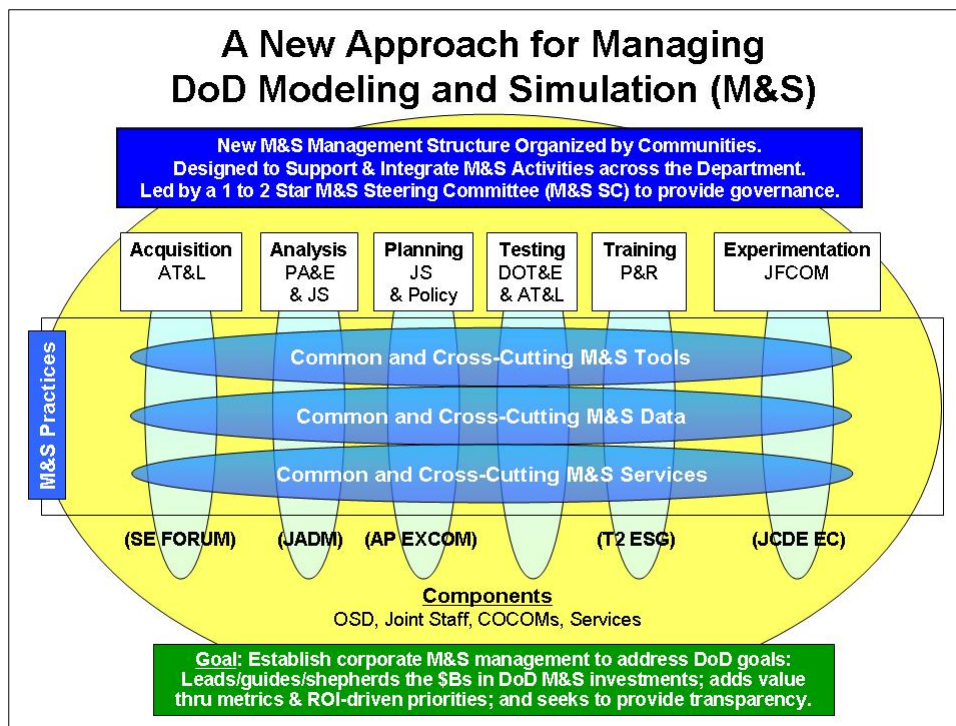 A New Approach for Managing
DoD Modeling and Simulation (M&S)
New M&S Management Structure Organized by Communities.
Designed to Support & Integrate M&S Activities across the Department.
Led by a 1 to 2 Star M&S Steering Committee (M&S SC) to provide governance.
Acquisition
AT&L
Analysis
PA&E
& JS
Planning
JS
& Policy
Testing
DOT&E
& AT&L
Training
P&R
Experimentation
JFCOM
M&S Practices
Common and Cross-Cutting M&S Tools
Common and Cross-Cutting M&S Data
Common and Cross-Cutting M&S Services
(SE FORUM)
(JADM)
(AP EXCOM)
(T2 ESG)
(JCDE EC)
Components
OSD, Joint Staff, COCOMs, Services
Goal: Establish corporate M&S management to address DoD goals:
Leads/guides/shepherds the $Bs in DoD M&S investments; adds value
thru metrics & ROI-driven priorities; and seeks to provide transparency.